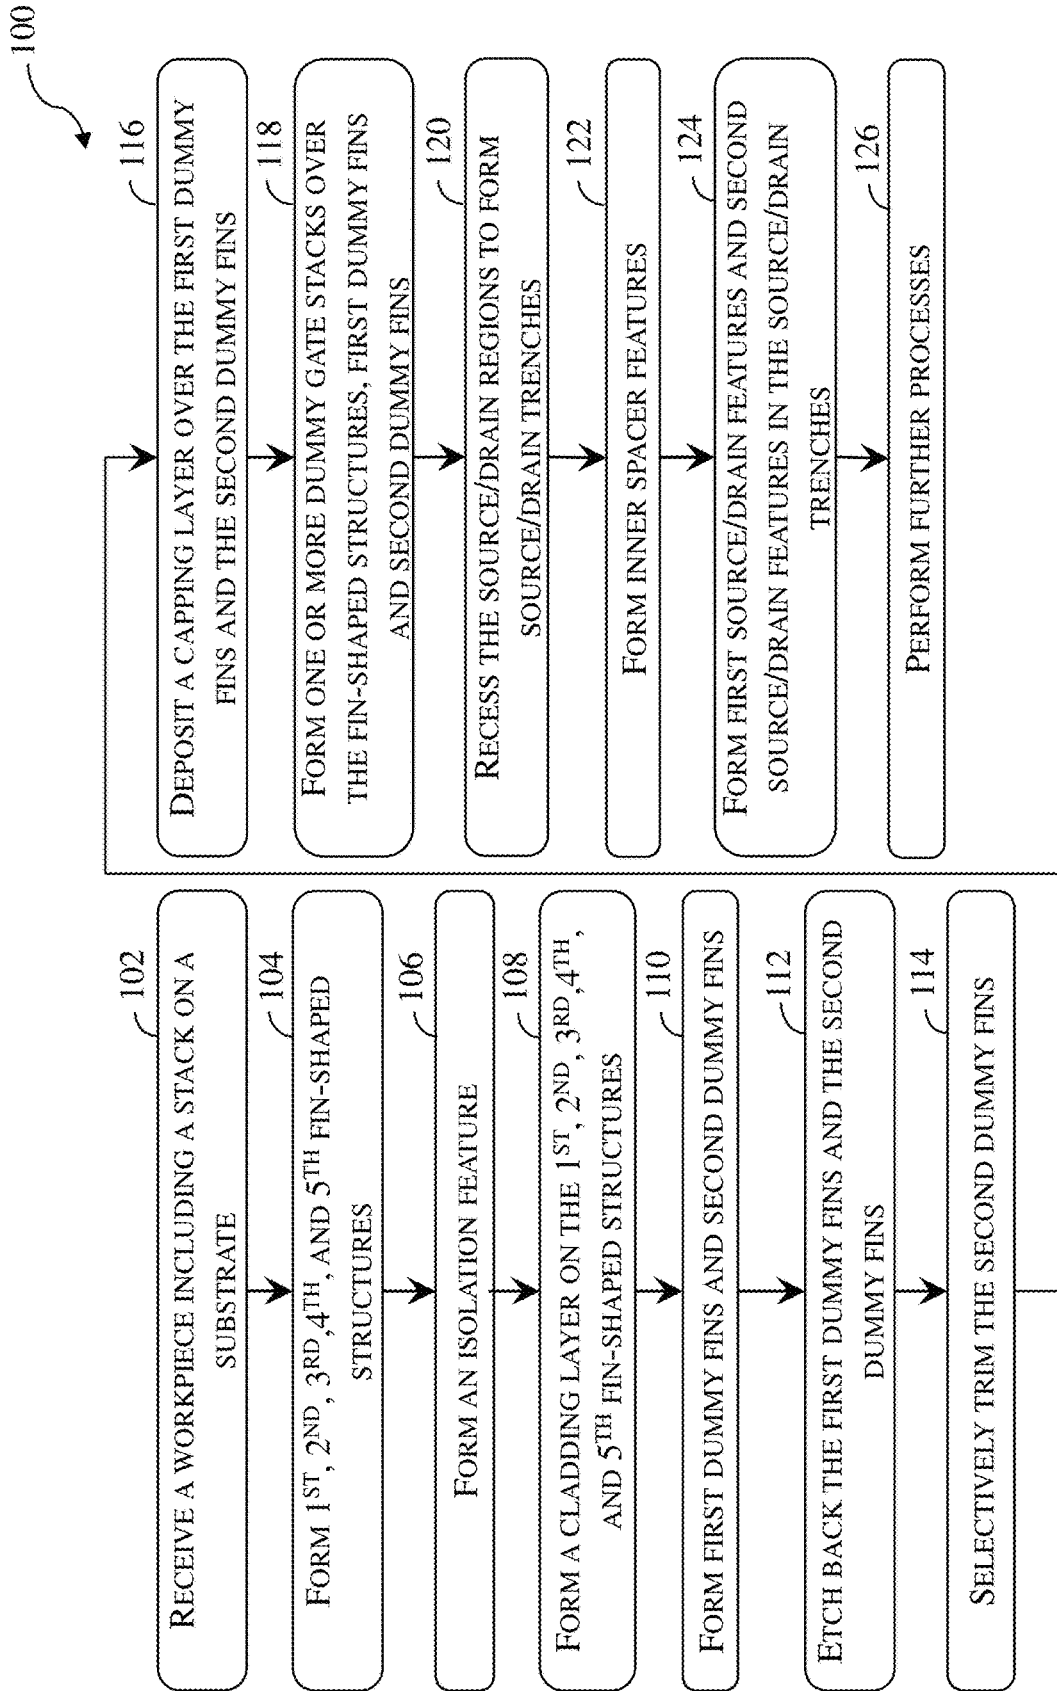 100
102
RECEIVE A WORKPIECE INCLUDING A STACK ON A
SUBSTRATE
104
FORM 1ST, 2ND, 3RD,4TH, AND 5TH FIN-SHAPED
STRUCTURES
106
FORM AN ISOLATION FEATURE
108
FORM A CLADDING LAYER ON THE 1ST, 2ND, 3RD,4TH ,
AND 5TH FIN-SHAPED STRUCTURES
110
FORM FIRST DUMMY FINS AND SECOND DUMMY FINS
112
ETCH BACK THE FIRST DUMMY FINS AND THE SECOND
DUMMY FINS
114
SELECTIVELY TRIM THE SECOND DUMMY FINS
116
DEPOSIT A CAPPING LAYER OVER THE FIRST DUMMY
FINS AND THE SECOND DUMMY FINS
118
FORM ONE OR MORE DUMMY GATE STACKS OVER
THE FIN-SHAPED STRUCTURES, FIRST DUMMY FINS
AND SECOND DUMMY FINS
120
RECESS THE SOURCE/DRAIN REGIONS TO FORM
SOURCE/DRAIN TRENCHES
122
FORM INNER SPACER FEATURES
124
FORM FIRST SOURCE/DRAIN FEATURES AND SECOND
SOURCE/DRAIN FEATURES IN THE SOURCE/DRAIN
TRENCHES
126
PERFORM FURTHER PROCESSES